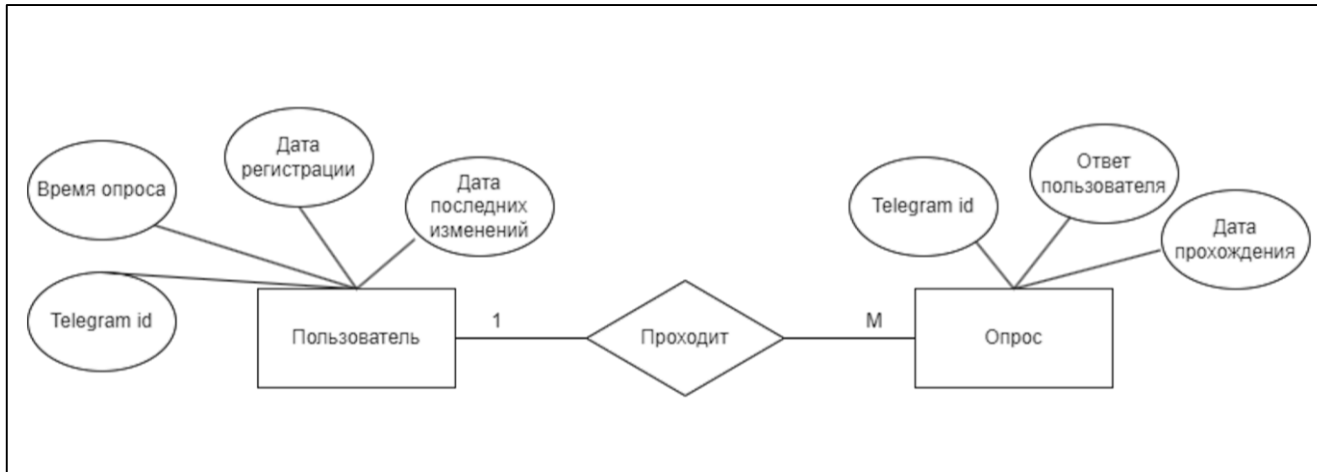 Время опроса
Дата
регистрации
Дата
последних
изменений
Telegram id
Пользователь
1
Проходит
М
Опрос
Telegram id
Ответ
пользователя
Дата
прохождения